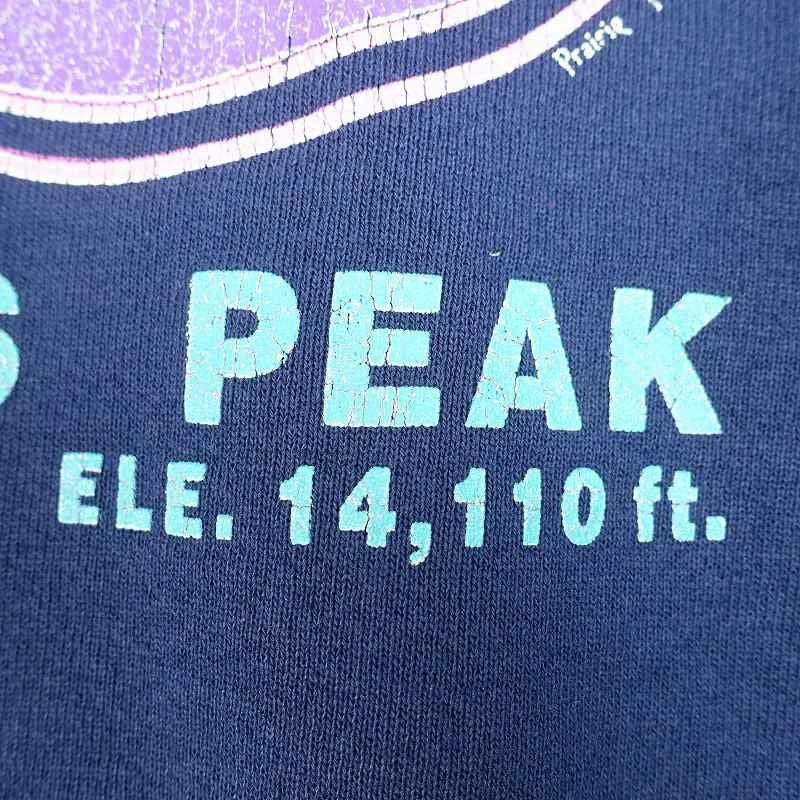 Prairie
S PEAK
ELE. 14,110 ft.